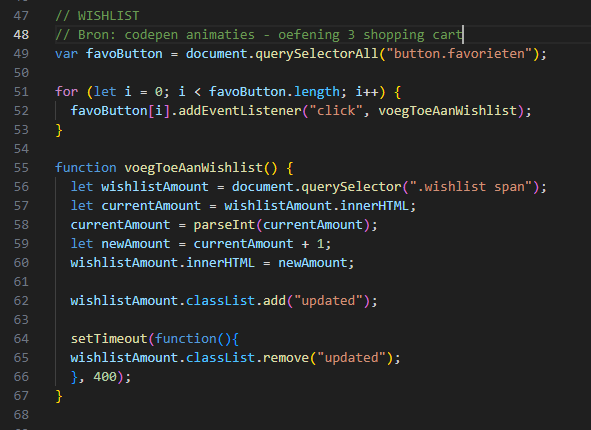 47 // WISHLIST
48 // Bron: codepen animaties - oefening 3 shopping cart
49 var favoButton = document.querySelectorAll("button.favorieten");
50
51 for (let i = 0; i < favoButton.length; i++) {
52   favoButton[i].addEventListener("click", voegToeAanWishlist);
53 }
54
55 function voegToeAanWishlist() {
56   let wishlistAmount = document.querySelector(".wishlist span");
57   let currentAmount = wishlistAmount.innerHTML;
58   currentAmount = parseInt(currentAmount);
59   let newAmount = currentAmount + 1;
60   wishlistAmount.innerHTML = newAmount;
61
62   wishlistAmount.classList.add("updated");
63
64   setTimeout(function(){
65   wishlistAmount.classList.remove("updated");
66   }, 400);
67 }
68